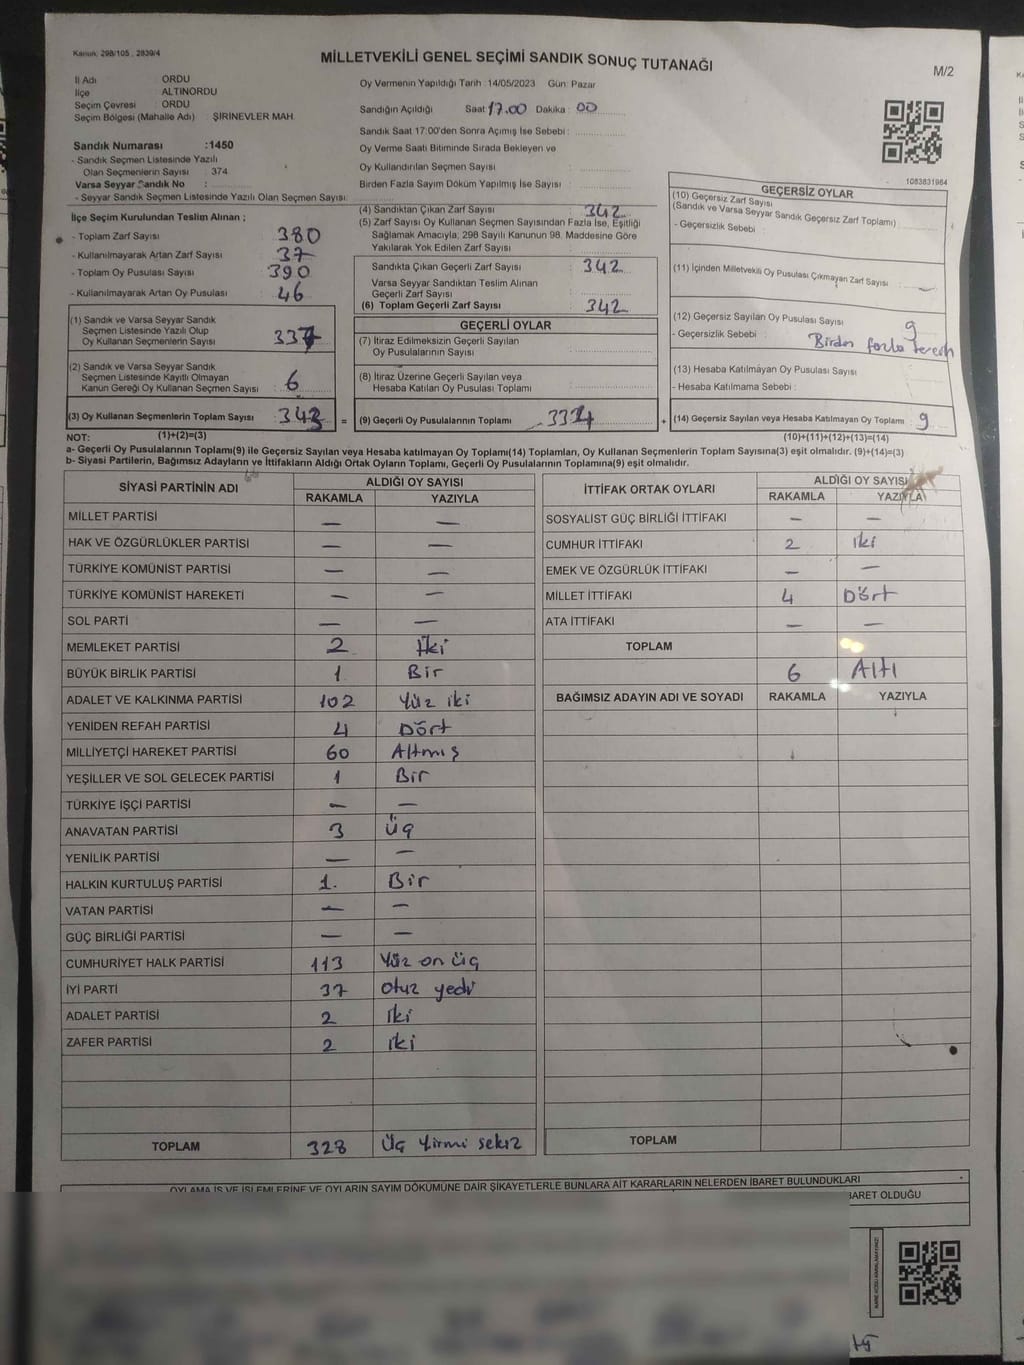 Kanun: 298/105 , 2839/4
MİLLETVEKİLİ GENEL SEÇİMİ SANDIK SONUÇ TUTANAĞI
M/2
İl Adı : ORDU
İlçe : ALTINORDU
Seçim Çevresi : ORDU
Seçim Bölgesi (Mahalle Adı) : ŞİRİNEVLER MAH.
Sandık Numarası :1450
- Sandık Seçmen Listesinde Yazılı
Olan Seçmenlerin Sayısı : 374
Varsa Seyyar Sandık No :
- Seyyar Sandık Seçmen Listesinde Yazılı Olan Seçmen Sayısı:
Oy Vermenin Yapıldığı Tarih :14/05/2023 Gün: Pazar
Sandığın Açıldığı Saat:17.00 Dakika : 00
Sandık Saat 17:00'den Sonra Açımış İse Sebebi :
Oy Verme Saati Bitiminde Sırada Bekleyen ve
Oy Kullandırılan Seçmen Sayısı :
Birden Fazla Sayım Döküm Yapılmış İse Sayısı :
1083831984
İlçe Seçim Kurulundan Teslim Alınan ;
- Toplam Zarf Sayısı : 380
- Kullanılmayarak Artan Zarf Sayısı : 37
- Toplam Oy Pusulası Sayısı : 390
- Kullanılmayarak Artan Oy Pusulası : 46
(1) Sandık ve Varsa Seyyar Sandık
Seçmen Listesinde Yazılı Olup
Oy Kullanan Seçmenlerin Sayısı : 337
(2) Sandık ve Varsa Seyyar Sandık
Seçmen Listesinde Kayıtlı Olmayan
Kanun Gereği Oy Kullanan Seçmen Sayısı : 6
(3) Oy Kullanan Seçmenlerin Toplam Sayısı : 343
(1)+(2)=(3)
(4) Sandıktan Çıkan Zarf Sayısı : 342
(5) Zarf Sayısı Oy Kullanan Seçmen Sayısından Fazla İse, Eşitliği
Sağlamak Amacıyla; 298 Sayılı Kanunun 98. Maddesine Göre
Yakılarak Yok Edilen Zarf Sayısı :
Sandıkta Çıkan Geçerli Zarf Sayısı : 342
Varsa Seyyar Sandıktan Teslim Alınan
Geçerli Zarf Sayısı :
(6) Toplam Geçerli Zarf Sayısı : 342
GEÇERLİ OYLAR
(7) İtiraz Edilmeksizin Geçerli Sayılan
Oy Pusulalarının Sayısı :
(8) İtiraz Üzerine Geçerli Sayılan veya
Hesaba Katılan Oy Pusulası Toplamı :
= (9) Geçerli Oy Pusulalarının Toplamı : 334
GEÇERSİZ OYLAR
(10) Geçersiz Zarf Sayısı
(Sandık ve Varsa Seyyar Sandık Geçersiz Zarf Toplamı) :
- Geçersizlik Sebebi :
(11) İçinden Milletvekili Oy Pusulası Çıkmayan Zarf Sayısı :
(12) Geçersiz Sayılan Oy Pusulası Sayısı : 9
- Geçersizlik Sebebi : Birden fazla tercih
(13) Hesaba Katılmayan Oy Pusulası Sayısı :
- Hesaba Katılmama Sebebi :
+ (14) Geçersiz Sayılan veya Hesaba Katılmayan Oy Toplamı : 9
(10)+(11)+(12)+(13)=(14)
NOT:
a- Geçerli Oy Pusulalarının Toplamı(9) ile Geçersiz Sayılan veya Hesaba katılmayan Oy Toplamı(14) Toplamları, Oy Kullanan Seçmenlerin Toplam Sayısına(3) eşit olmalıdır. (9)+(14)=(3)
b- Siyasi Partilerin, Bağımsız Adayların ve İttifakların Aldığı Ortak Oyların Toplamı, Geçerli Oy Pusulalarının Toplamına(9) eşit olmalıdır.
SİYASİ PARTİNİN ADI
ALDIĞI OY SAYISI
RAKAMLA YAZIYLA
MİLLET PARTİSİ — —
HAK VE ÖZGÜRLÜKLER PARTİSİ — —
TÜRKİYE KOMÜNİST PARTİSİ — —
TÜRKİYE KOMÜNİST HAREKETİ — —
SOL PARTİ — —
MEMLEKET PARTİSİ 2 İki
BÜYÜK BİRLİK PARTİSİ 1 Bir
ADALET VE KALKINMA PARTİSİ 102 Yüz iki
YENİDEN REFAH PARTİSİ 4 Dört
MİLLİYETÇİ HAREKET PARTİSİ 60 Altmış
YEŞİLLER VE SOL GELECEK PARTİSİ 1 Bir
TÜRKİYE İŞÇİ PARTİSİ — —
ANAVATAN PARTİSİ 3 Üç
YENİLİK PARTİSİ — —
HALKIN KURTULUŞ PARTİSİ 1. Bir
VATAN PARTİSİ — —
GÜÇ BİRLİĞİ PARTİSİ — —
CUMHURİYET HALK PARTİSİ 113 Yüz on üç
İYİ PARTİ 37 otuz yedi
ADALET PARTİSİ 2 iki
ZAFER PARTİSİ 2 iki
TOPLAM 328 Üç Yirmi sekiz
İTTİFAK ORTAK OYLARI
ALDIĞI OY SAYISI
RAKAMLA YAZIYLA
SOSYALİST GÜÇ BİRLİĞİ İTTİFAKI — —
CUMHUR İTTİFAKI 2 iki
EMEK VE ÖZGÜRLÜK İTTİFAKI — —
MİLLET İTTİFAKI 4 Dört
ATA İTTİFAKI — —
TOPLAM 6 Altı
BAĞIMSIZ ADAYIN ADI VE SOYADI RAKAMLA YAZIYLA
TOPLAM
OYLAMA İŞ VE İŞLEMLERİNE VE OYLARIN SAYIM DÖKÜMÜNE DAİR ŞİKAYETLERLE BUNLARA AİT KARARLARIN NELERDEN İBARET BULUNDUKLARI
BARET OLDUĞU